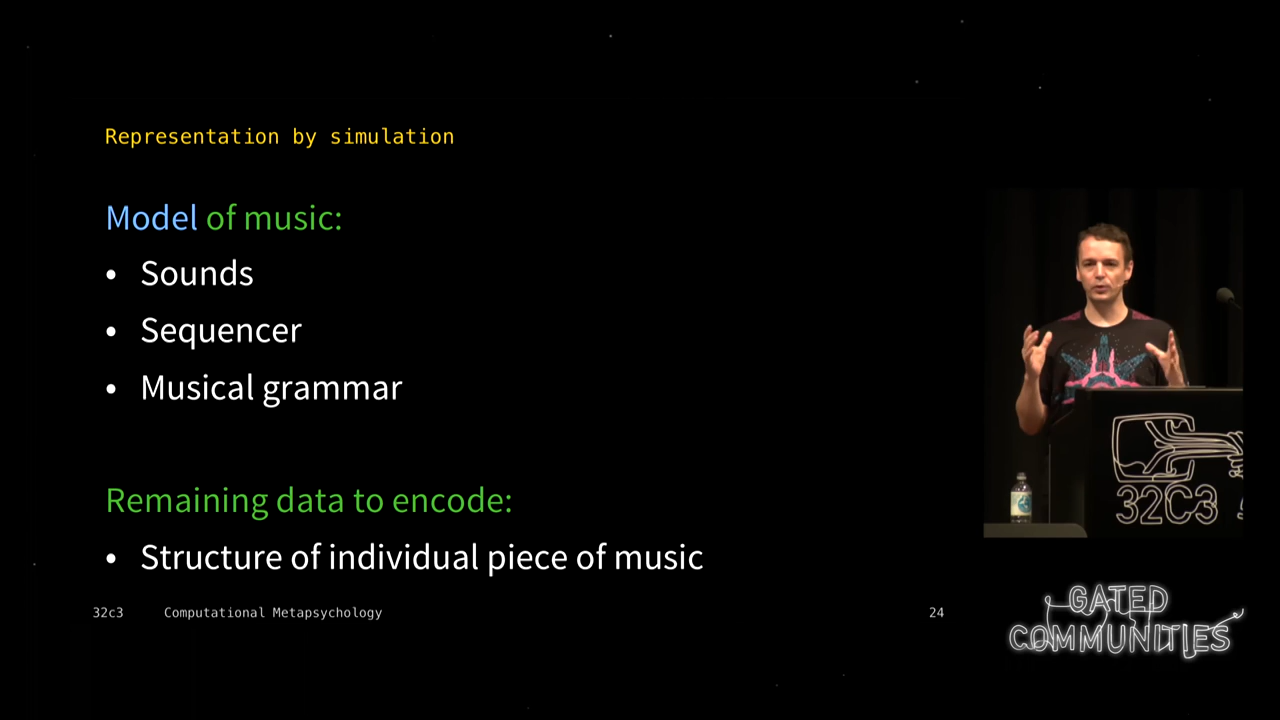 Representation by simulation
Model of music:
• Sounds
• Sequencer
• Musical grammar
Remaining data to encode:
• Structure of individual piece of music
32c3 Computational Metapsychology 24
32C3
GATED
COMMUNITIES